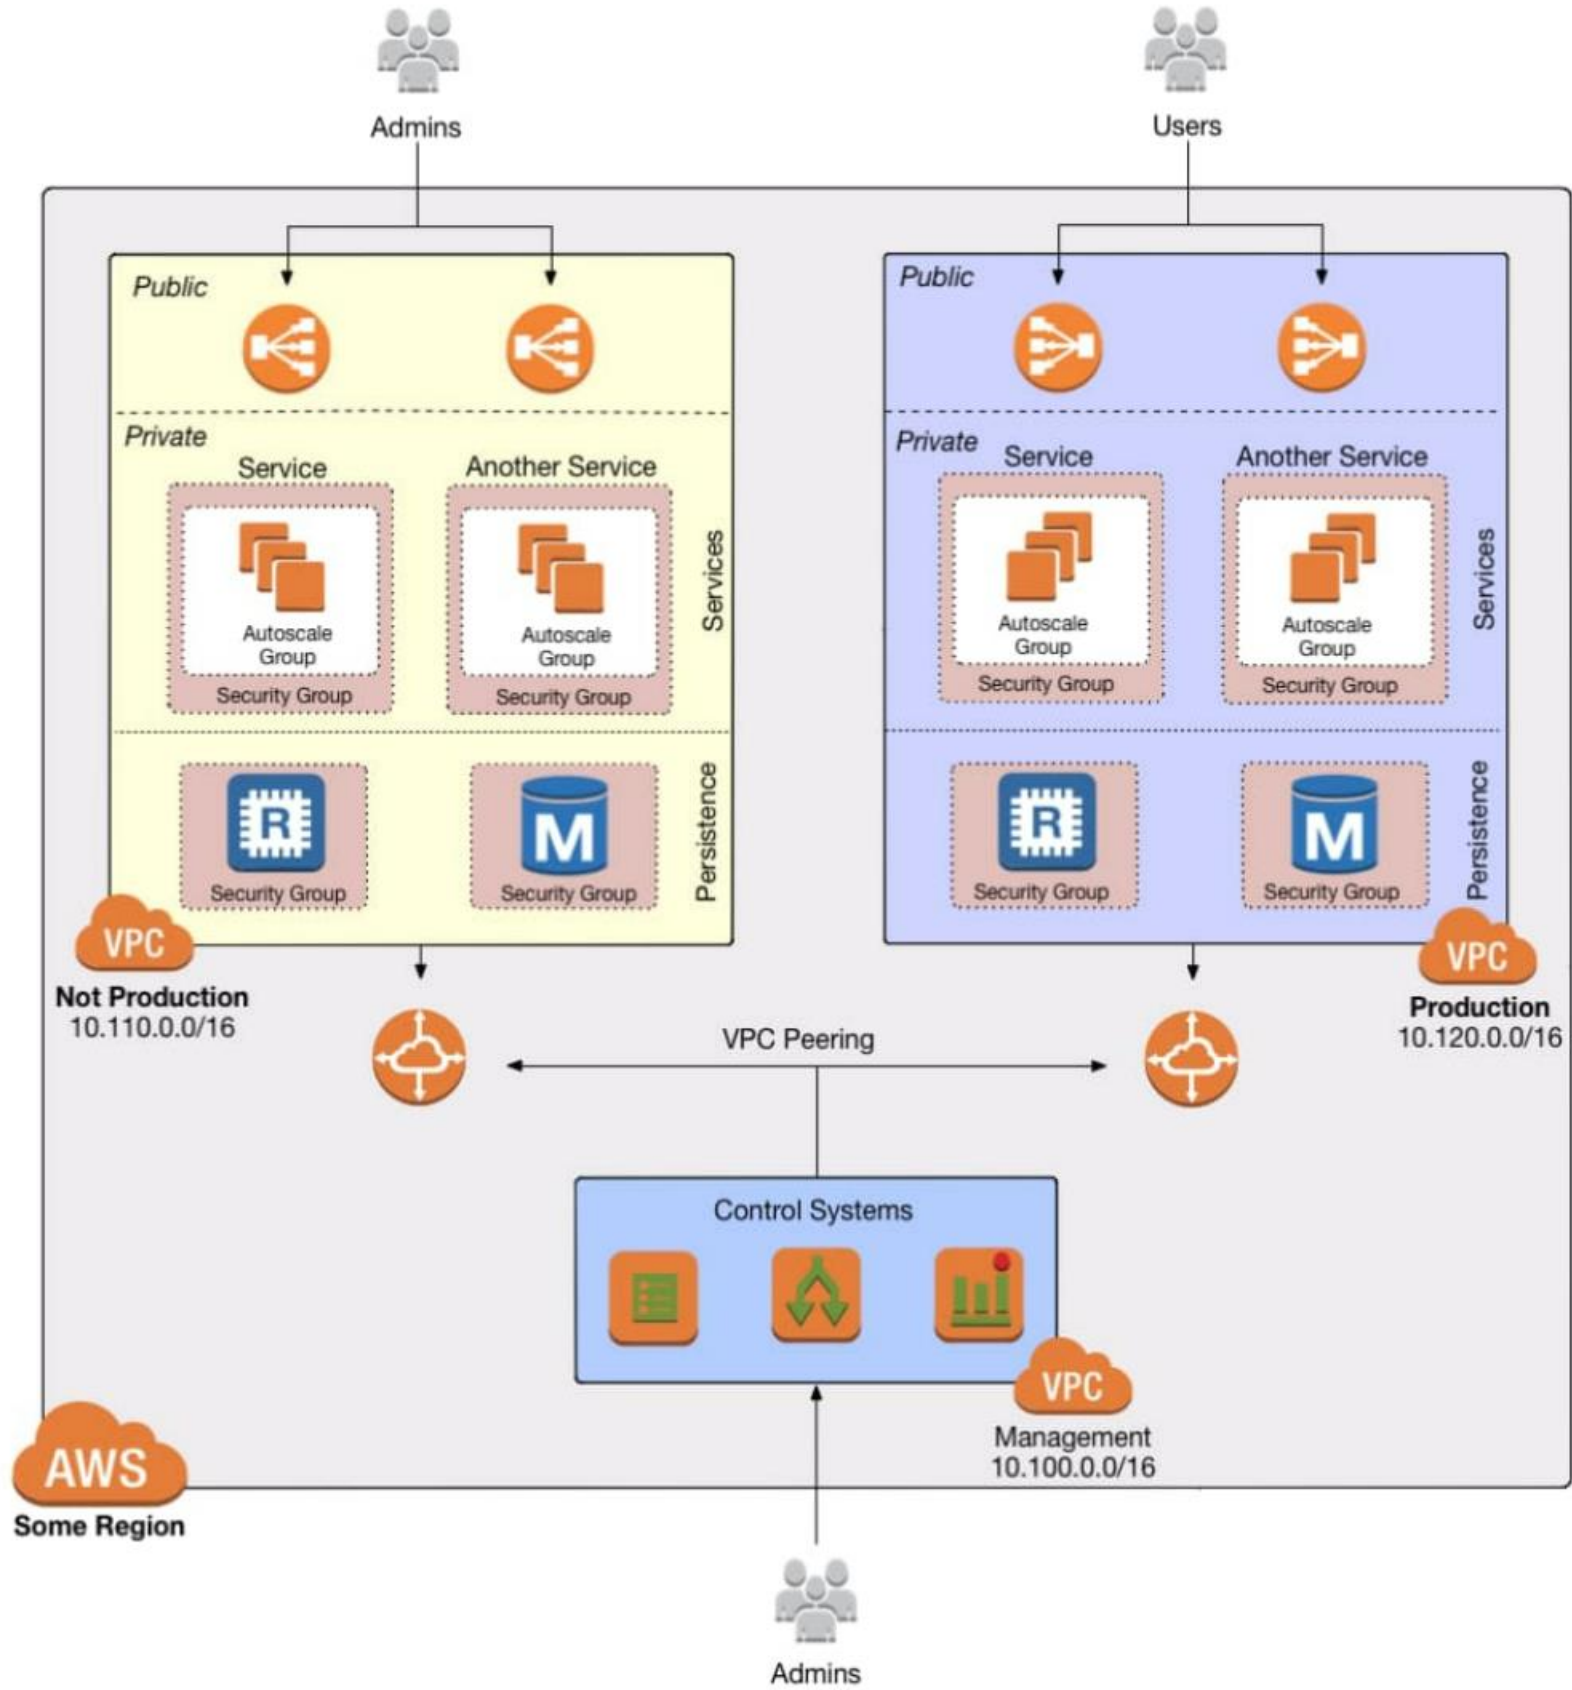 Admins
Users
Public
Private
Service
Another Service
Autoscale
Group
Security Group
Autoscale
Group
Security Group
Services
R
Security Group
M
Security Group
Persistence
VPC
Not Production
10.110.0.0/16
Public
Private
Service
Another Service
Autoscale
Group
Security Group
Autoscale
Group
Security Group
Services
R
Security Group
M
Security Group
Persistence
VPC
Production
10.120.0.0/16
VPC Peering
Control Systems
VPC
Management
10.100.0.0/16
AWS
Some Region
Admins